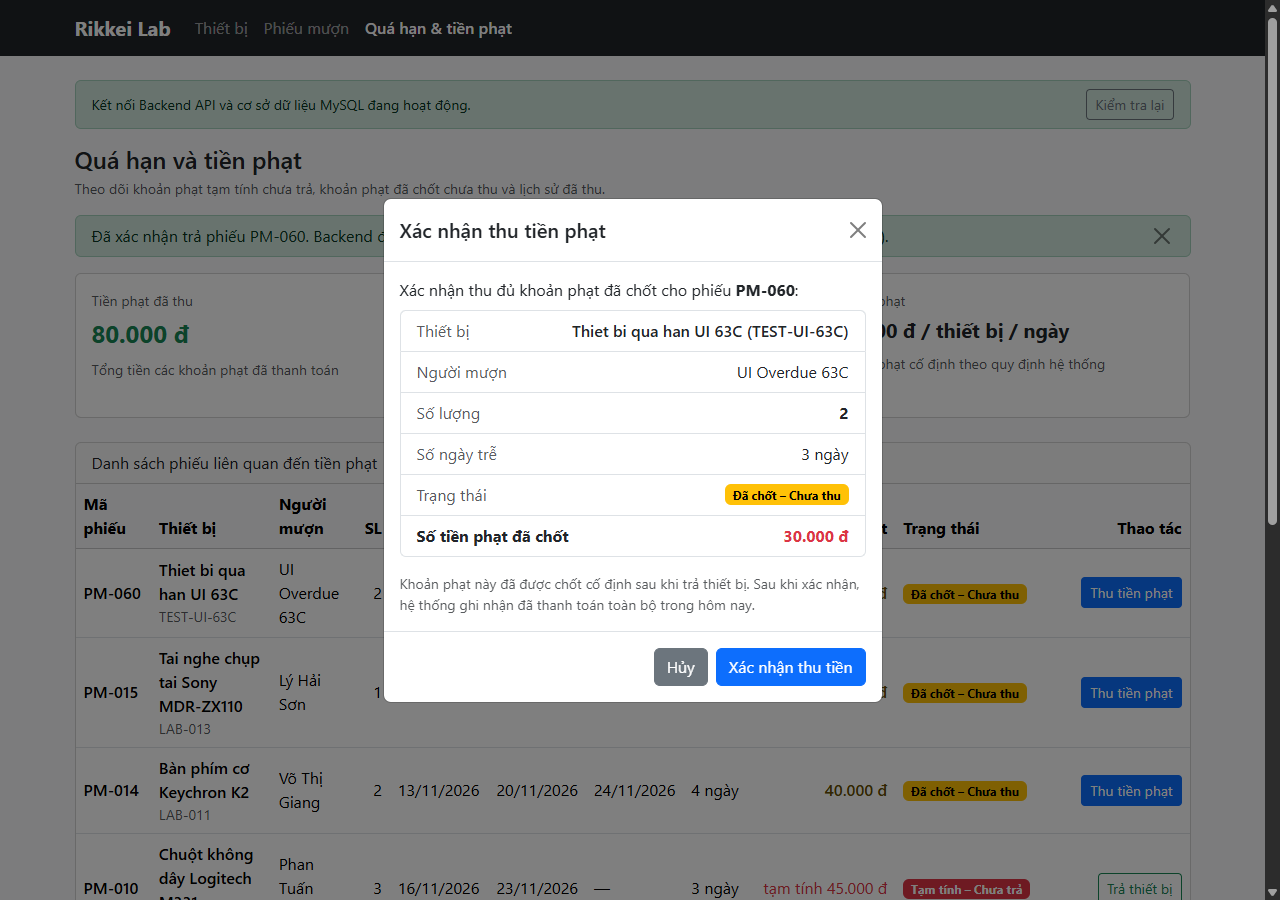 Rikkei Lab Thiết bị Phiếu mượn Quá hạn & tiền phạt
Kết nối Backend API và cơ sở dữ liệu MySQL đang hoạt động. Kiểm tra lại
Quá hạn và tiền phạt
Theo dõi khoản phạt tạm tính chưa trả, khoản phạt đã chốt chưa thu và lịch sử đã thu.
Đã xác nhận trả phiếu PM-060. Backend ).
Tiền phạt đã thu
80.000 đ
Tổng tiền các khoản phạt đã thanh toán
phạt
đ / thiết bị / ngày
phạt cố định theo quy định hệ thống
Xác nhận thu tiền phạt
Xác nhận thu đủ khoản phạt đã chốt cho phiếu PM-060:
Thiết bị Thiet bi qua han UI 63C (TEST-UI-63C)
Người mượn UI Overdue 63C
Số lượng 2
Số ngày trễ 3 ngày
Trạng thái Đã chốt – Chưa thu
Số tiền phạt đã chốt 30.000 đ
Khoản phạt này đã được chốt cố định sau khi trả thiết bị. Sau khi xác nhận,
hệ thống ghi nhận đã thanh toán toàn bộ trong hôm nay.
Hủy Xác nhận thu tiền
Danh sách phiếu liên quan đến tiền phạt
Mã phiếu Thiết bị Người mượn SL Trạng thái Thao tác
PM-060
Thiet bi qua
han UI 63C
TEST-UI-63C
UI
Overdue
63C
2
Đã chốt – Chưa thu
Thu tiền phạt
PM-015
Tai nghe chụp
tai Sony
MDR-ZX110
LAB-013
Lý Hải
Sơn
1
Đã chốt – Chưa thu
Thu tiền phạt
PM-014
Bàn phím cơ
Keychron K2
LAB-011
Võ Thị
Giang
2 13/11/2026 20/11/2026 24/11/2026 4 ngày 40.000 đ
Đã chốt – Chưa thu
Thu tiền phạt
PM-010
Chuột không
dây Logitech
Phan
Tuấn
3 16/11/2026 23/11/2026 — 3 ngày tạm tính 45.000 đ
Tạm tính – Chưa trả
Trả thiết bị